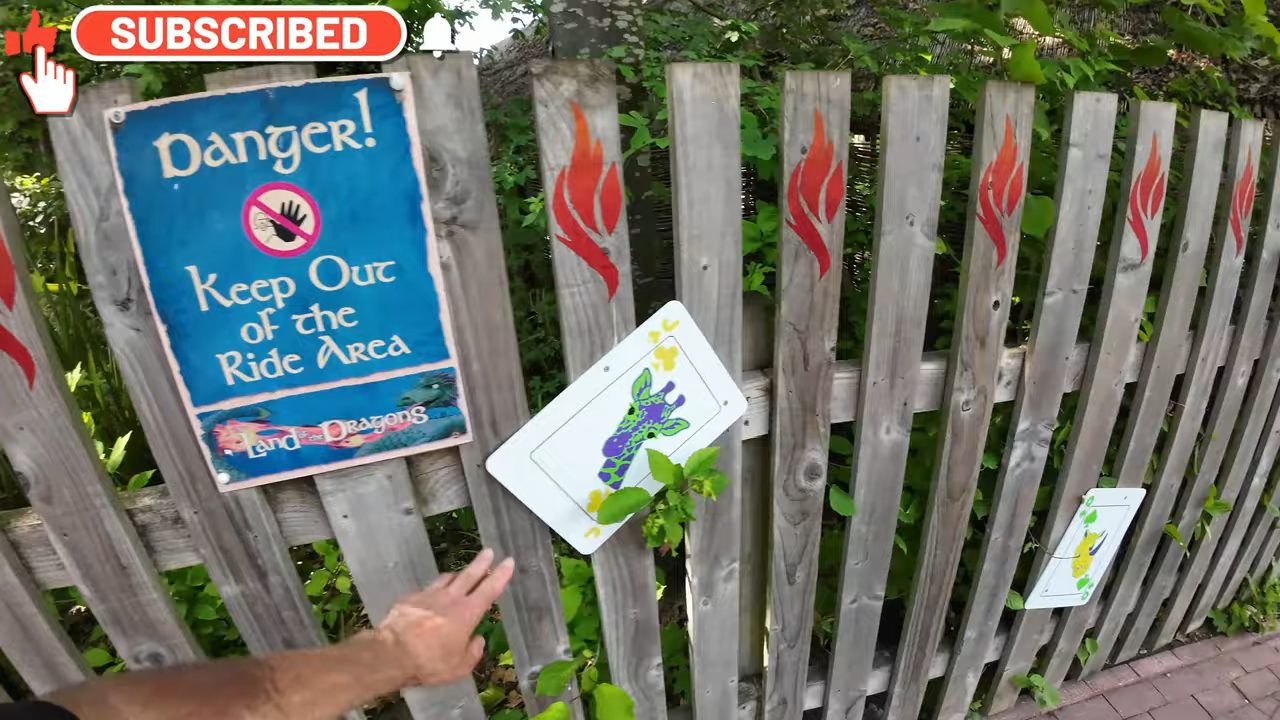 SUBSCRIBED
Danger!
Keep Out
of the
Ride Area
Land of the Dragons